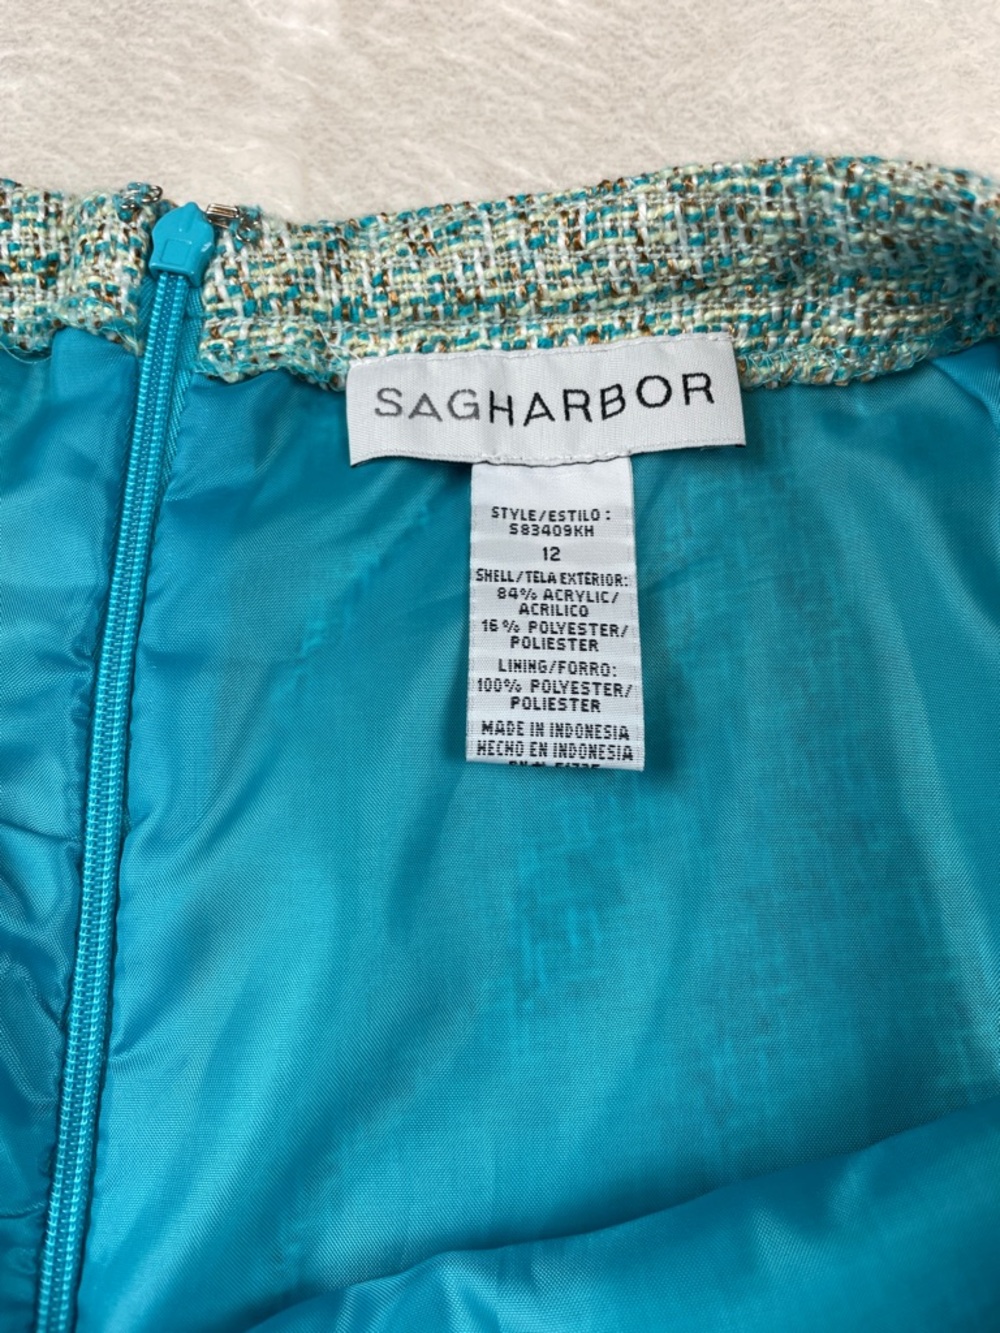 SAGHARBOR
STYLE/ESTILO:
S83409KH
12
SHELL/TELA EXTERIOR:
84% ACRYLIC/
ACRILICO
16% POLYESTER/
POLIESTER
LINING/FORRO:
100% POLYESTER/
POLIESTER
MADE IN INDONESIA
HECHO EN INDONESIA